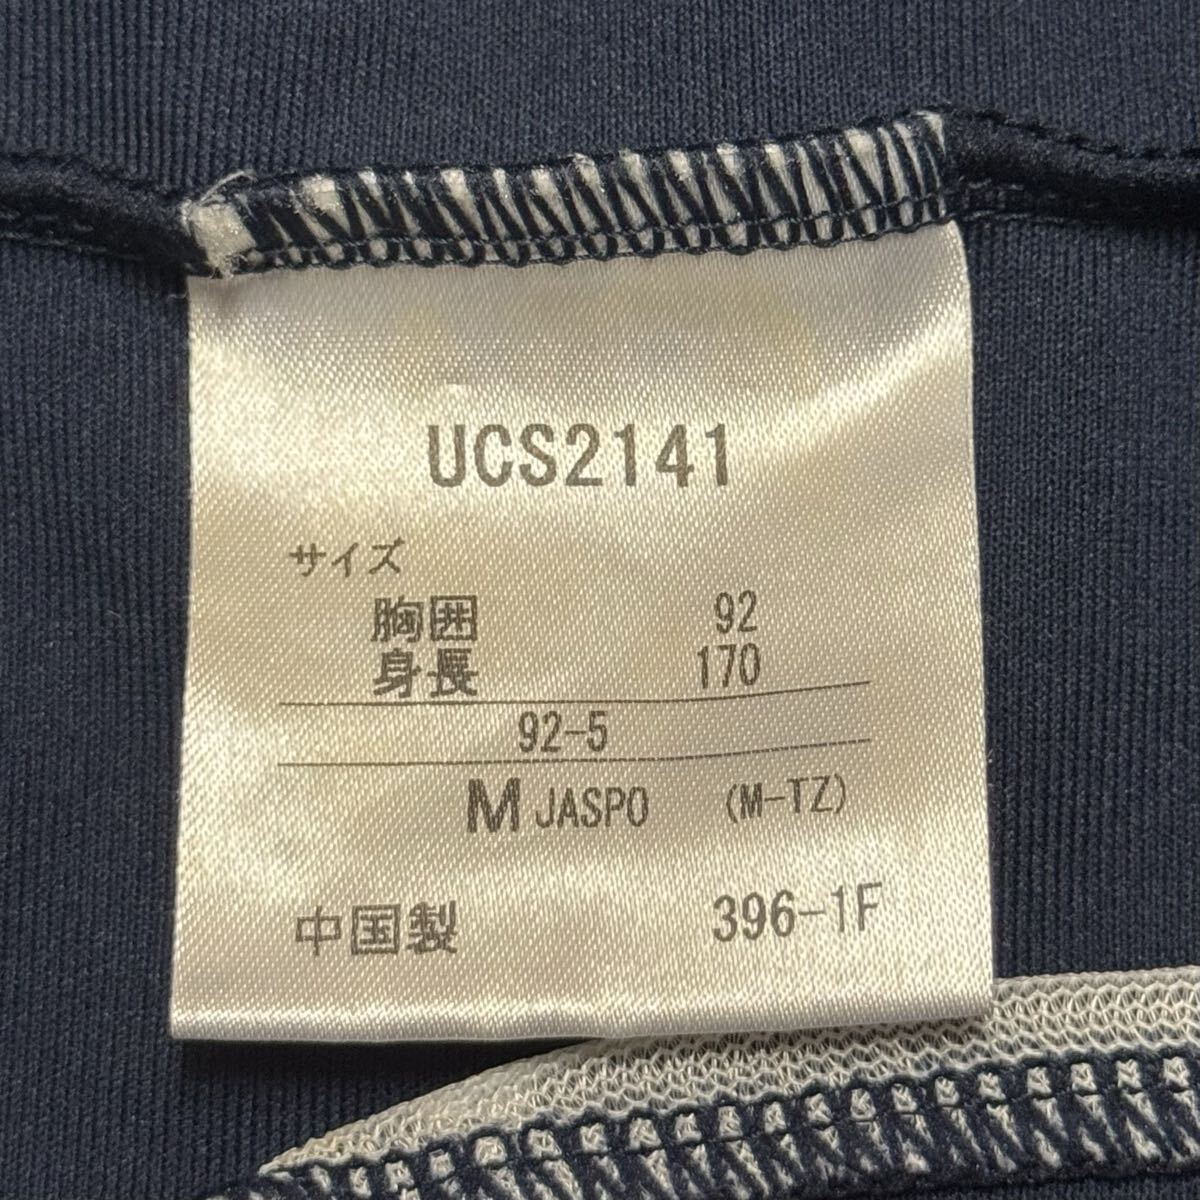 UCS2141
サイズ
胸囲 92
身長 170
92-5
M JASPO (M-TZ)
中国製 396-1F